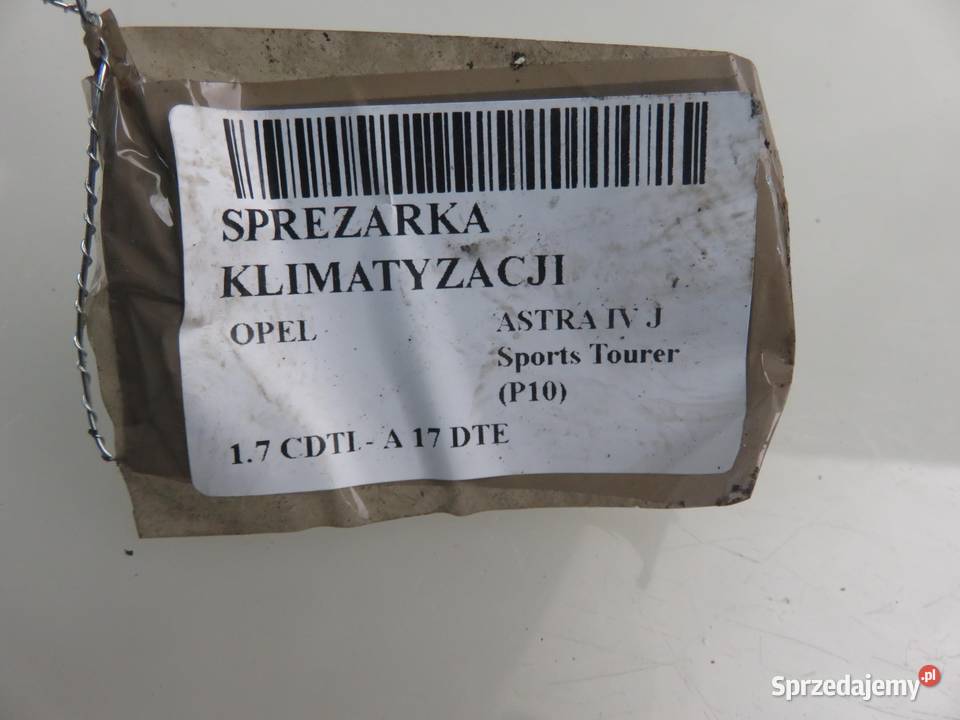 SPREZARKA
KLIMATYZACJI
OPEL ASTRA IV J
Sports Tourer
(P10)
1.7 CDTI - A 17 DTE
Sprzedajemy.pl